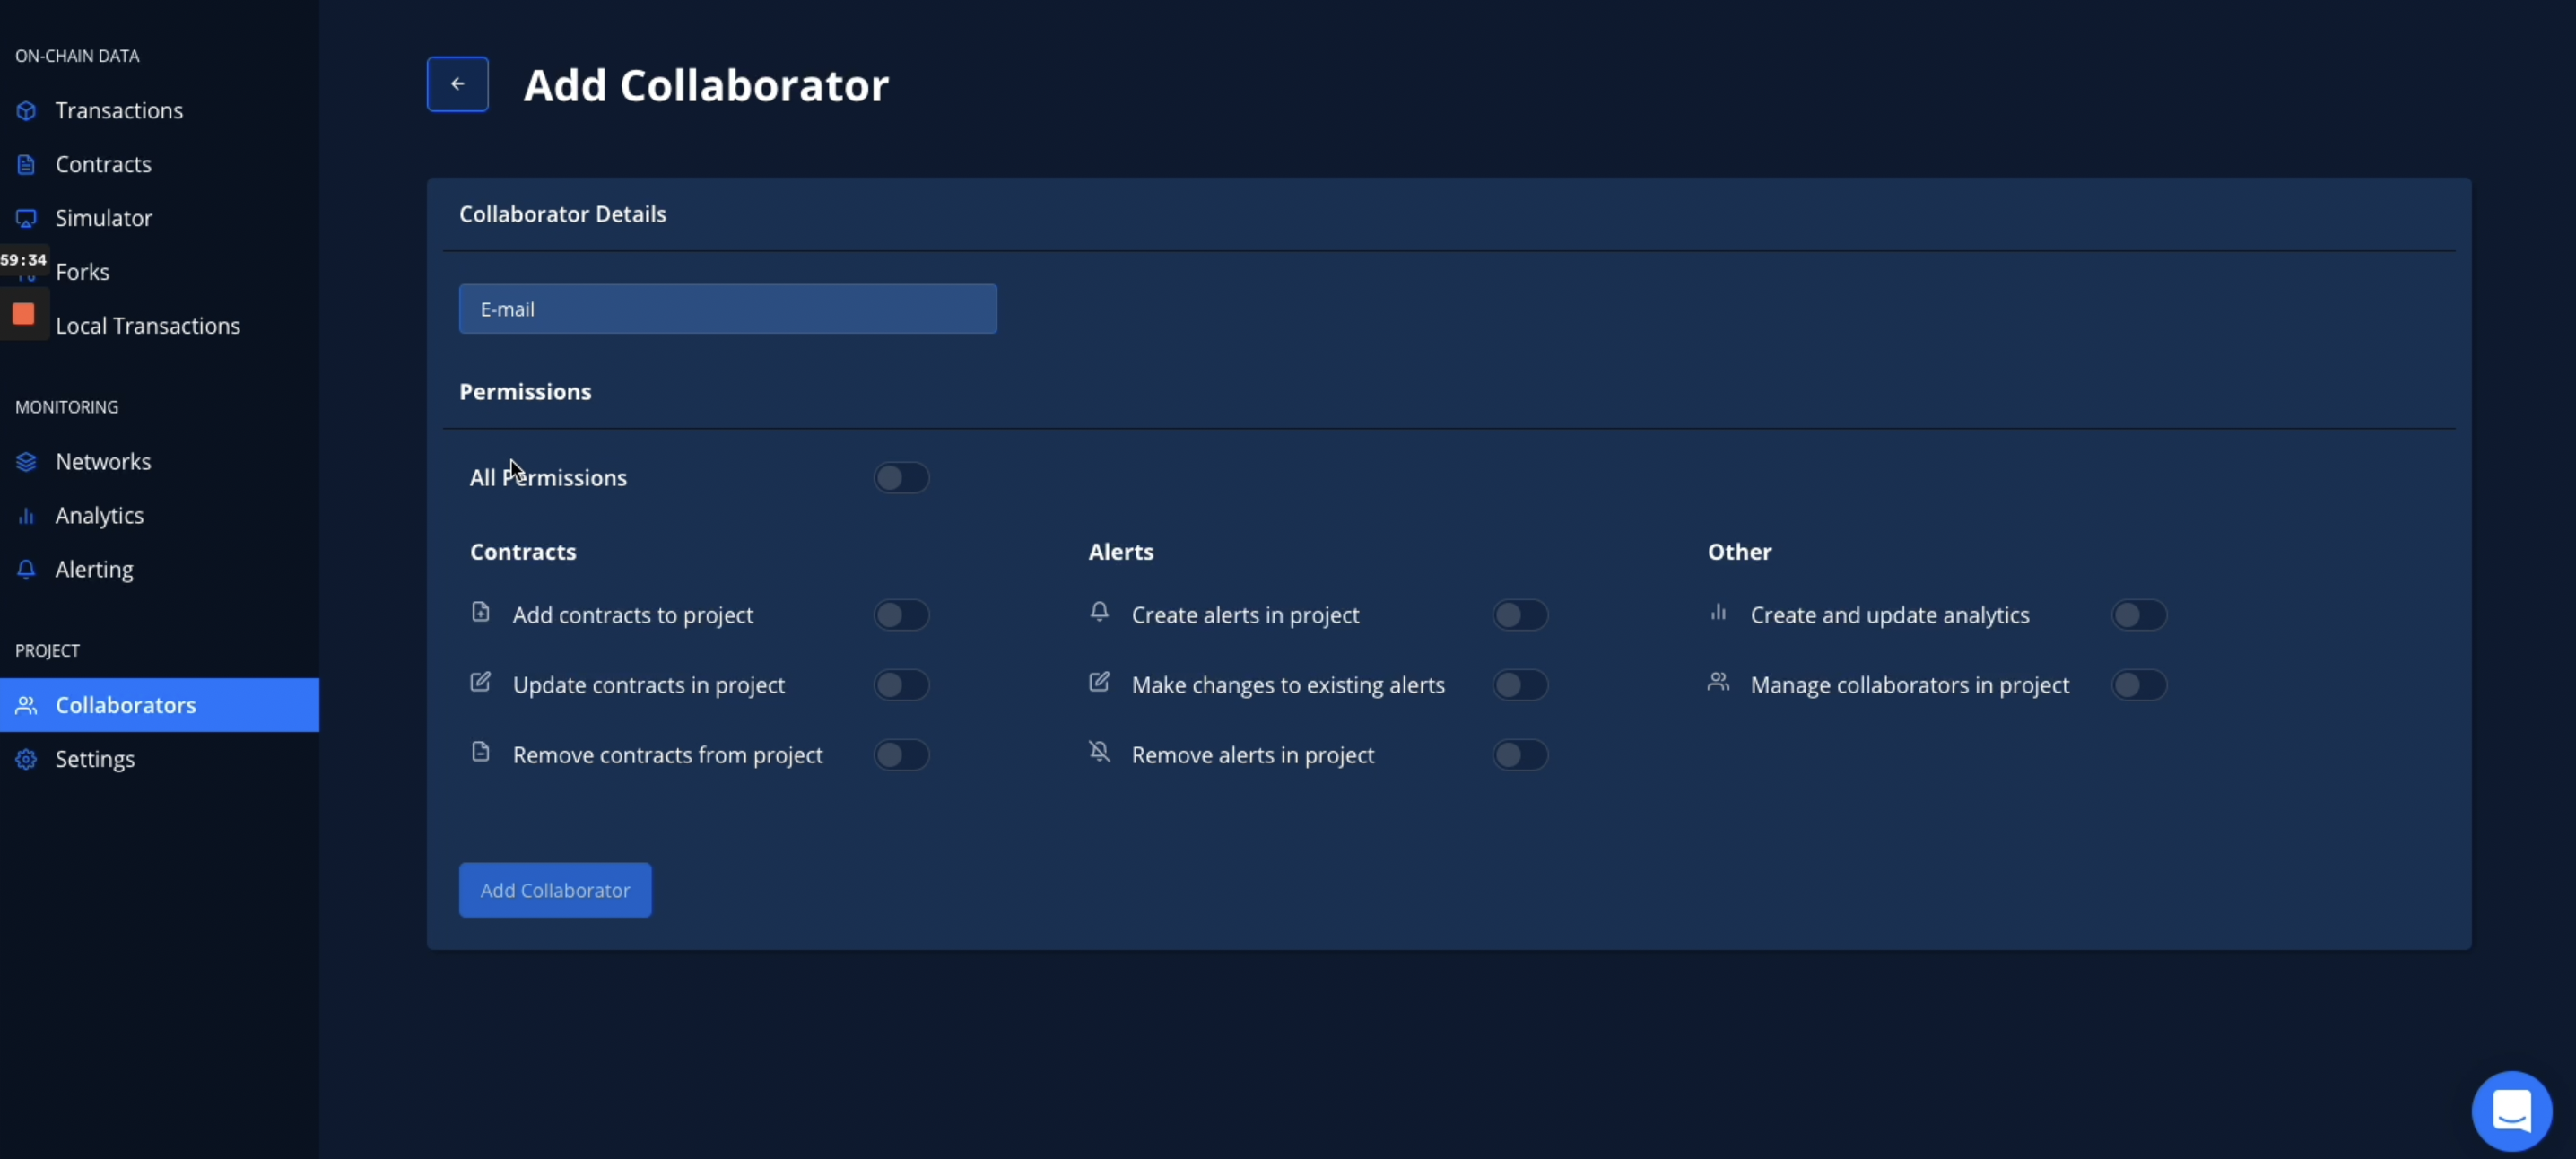 ON-CHAIN DATA
Transactions
Contracts
Simulator
59:34
Forks
Local Transactions
MONITORING
Networks
Analytics
Alerting
PROJECT
Collaborators
Settings
Add Collaborator
Collaborator Details
E-mail
Permissions
All Permissions
Contracts
Add contracts to project
Update contracts in project
Remove contracts from project
Alerts
Create alerts in project
Make changes to existing alerts
Remove alerts in project
Other
Create and update analytics
Manage collaborators in project
Add Collaborator